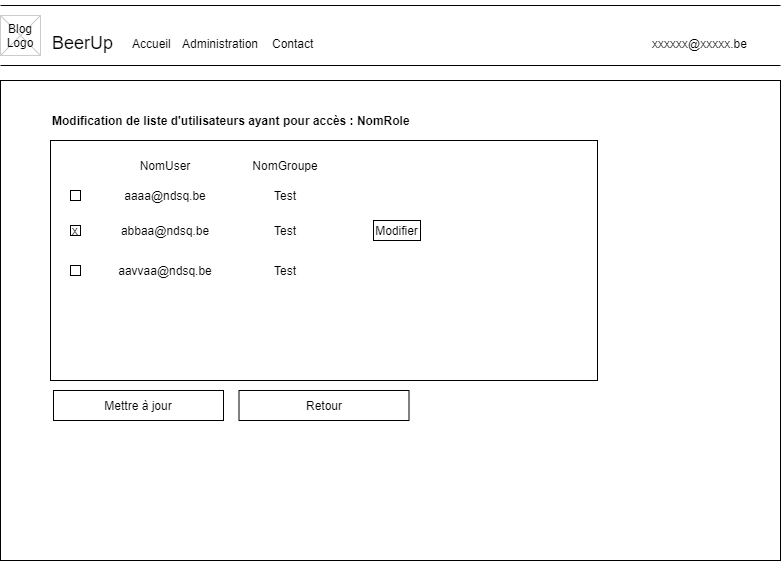 Blog
Logo
BeerUp Accueil Administration Contact xxxxxx@xxxxx.be
Modification de liste d'utilisateurs ayant pour accès : NomRole
NomUser NomGroupe
aaaa@ndsq.be Test
x abbaa@ndsq.be Test Modifier
aavvaa@ndsq.be Test
Mettre à jour Retour